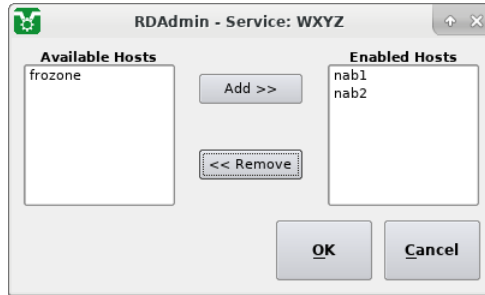 RDAdmin - Service: WXYZ
Available Hosts
Enabled Hosts
frozone
Add >>
<< Remove
nab1
nab2
OK
Cancel